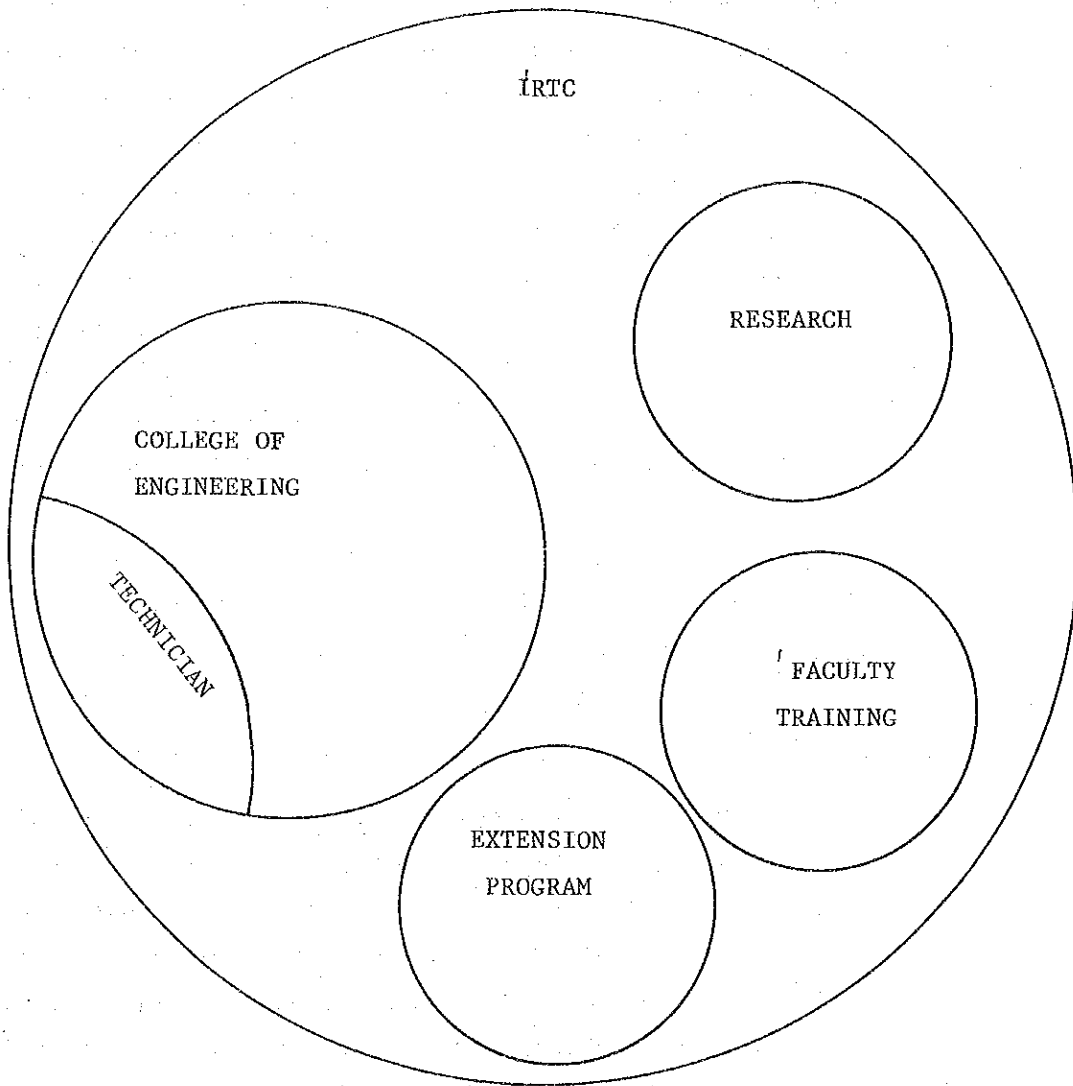 IRTC
RESEARCH
COLLEGE OF
ENGINEERING
TECHNICIAN
FACULTY
TRAINING
EXTENSION
PROGRAM